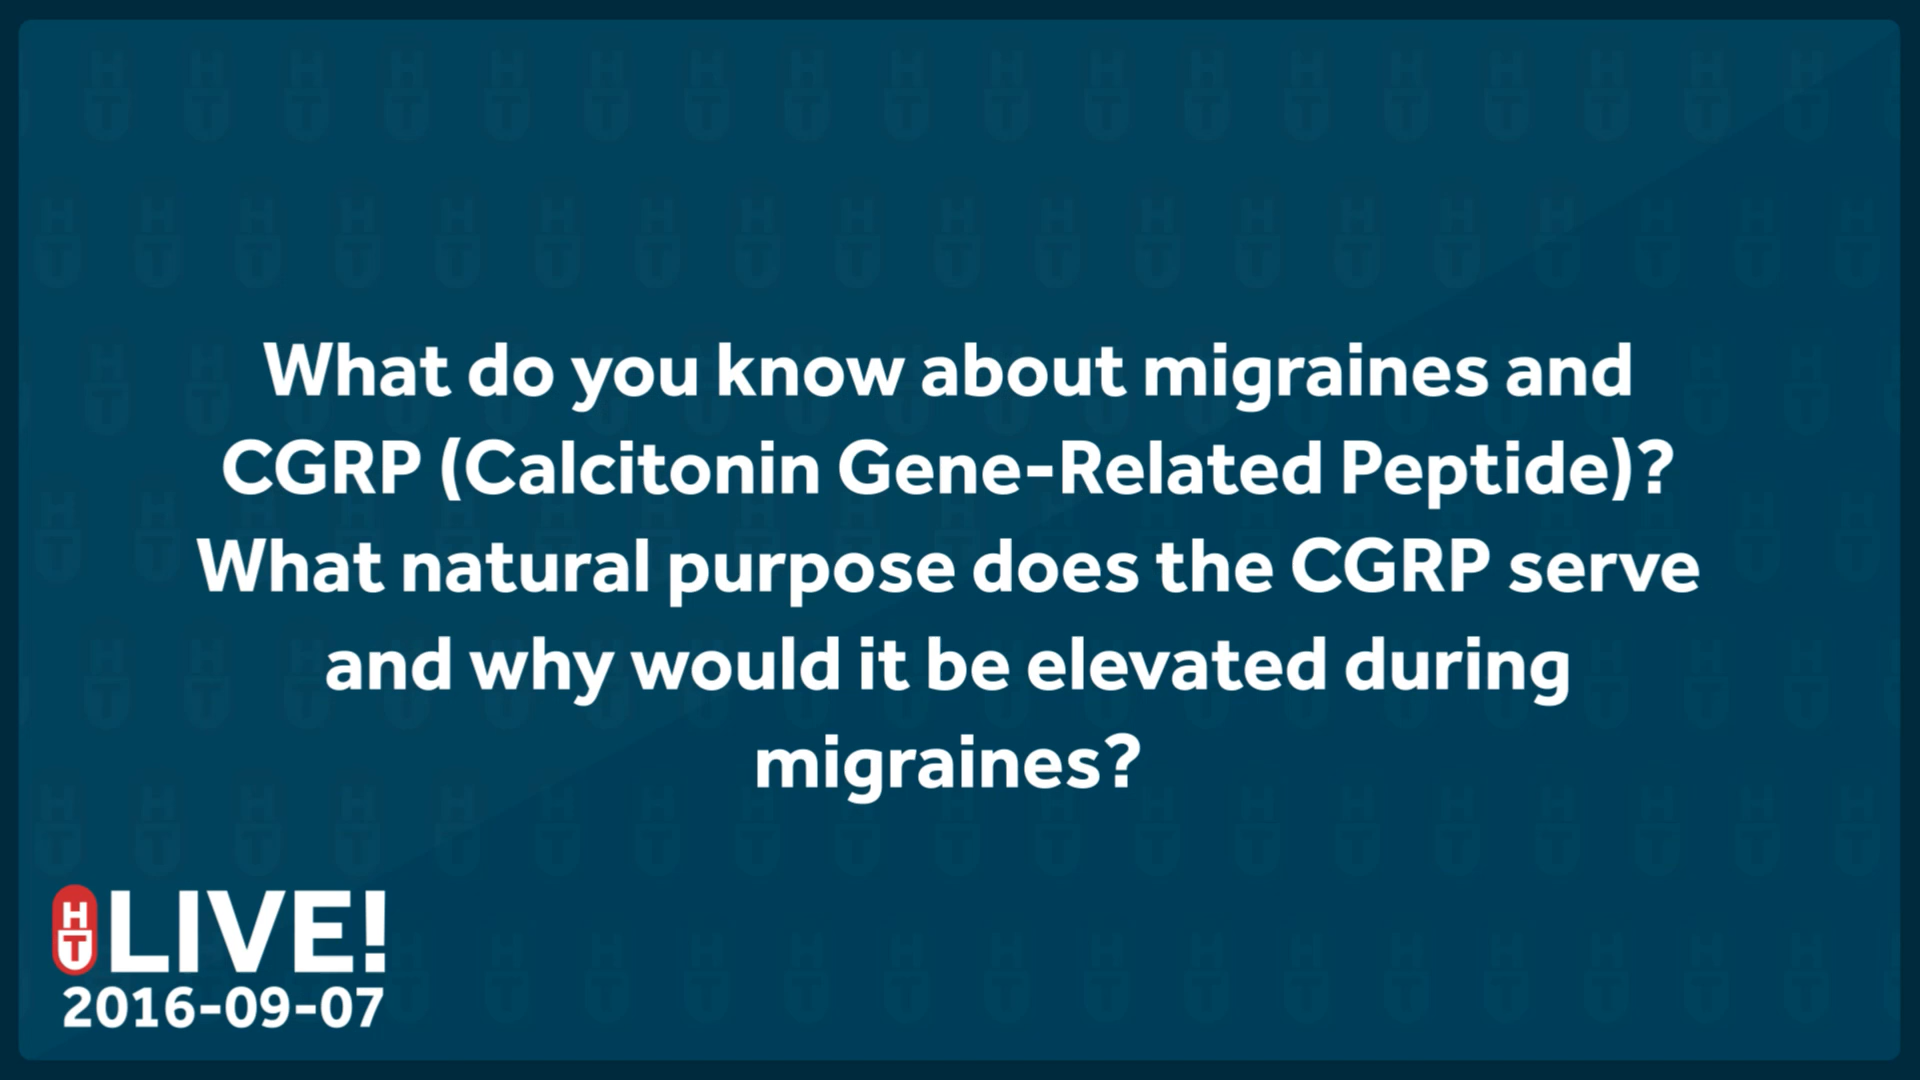 What do you know about migraines and
CGRP (Calcitonin Gene-Related Peptide)?
What natural purpose does the CGRP serve
and why would it be elevated during
migraines?
HT LIVE!
2016-09-07